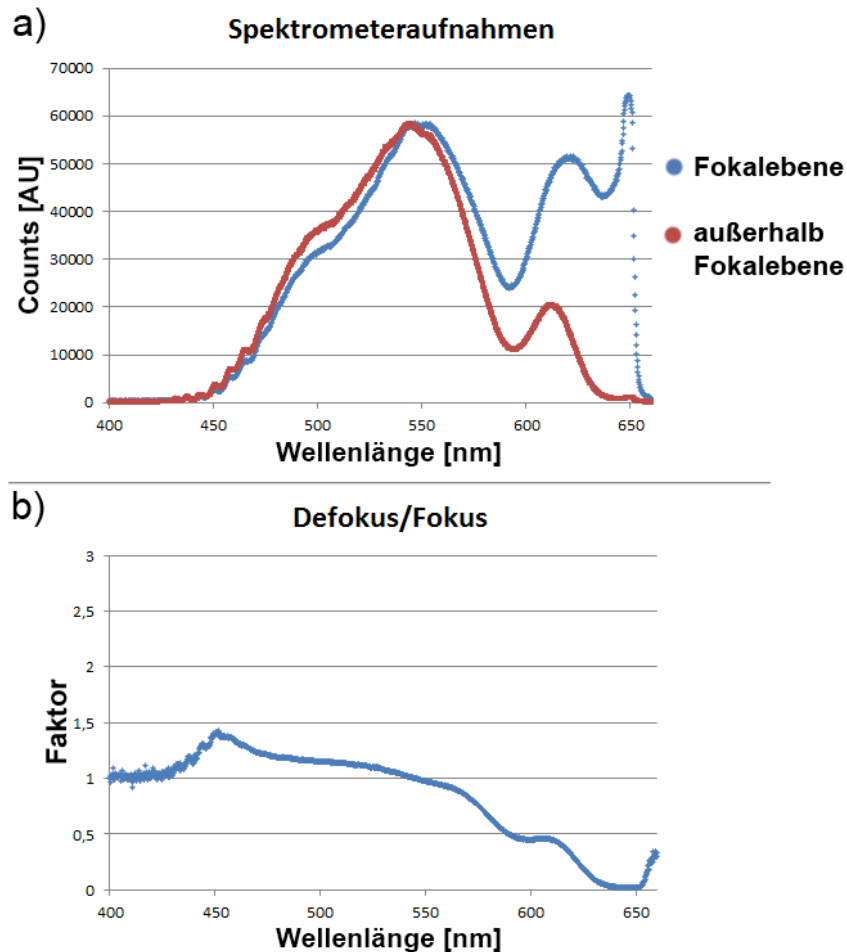 a)
Spektrometeraufnahmen
70000
60000
50000
40000
30000
20000
10000
0
Counts [AU]
400 450 500 550 600 650
Wellenlänge [nm]
Fokalebene
außerhalb
Fokalebene
b)
Defokus/Fokus
3
2,5
2
1,5
1
0,5
0
Faktor
400 450 500 550 600 650
Wellenlänge [nm]